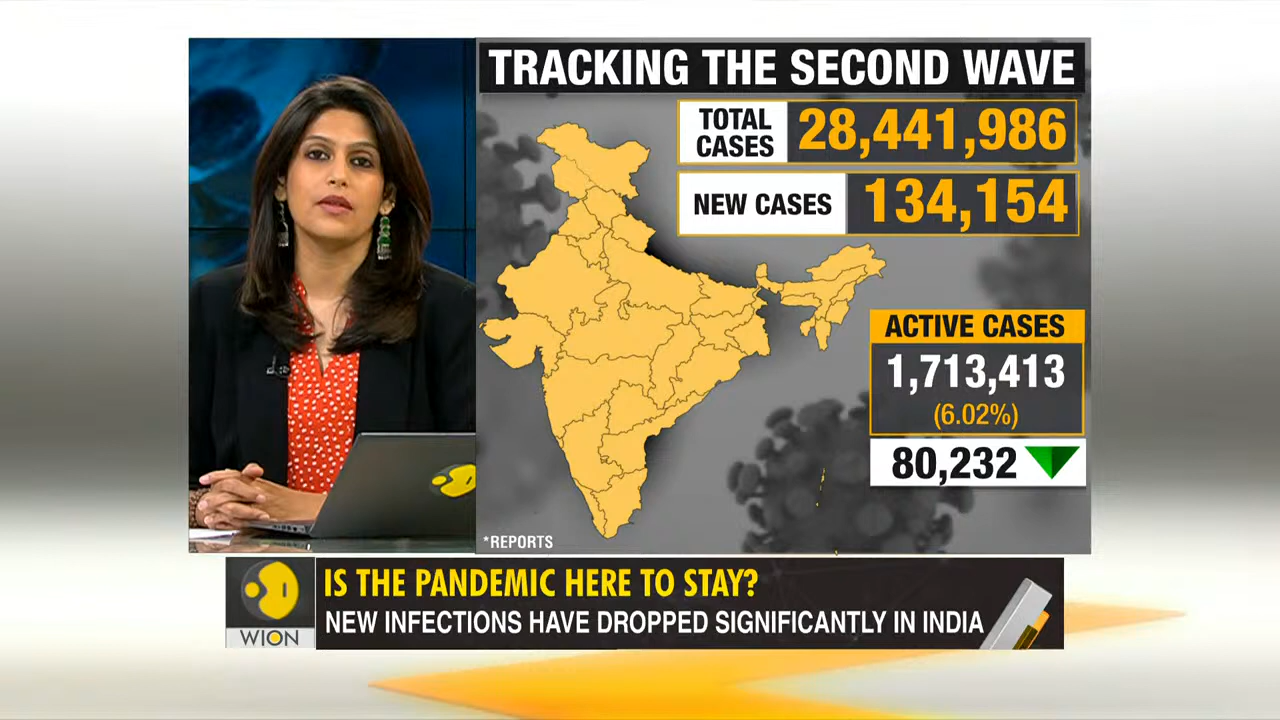 TRACKING THE SECOND WAVE
TOTAL
CASES
28,441,986
NEW CASES
134,154
ACTIVE CASES
1,713,413
(6.02%)
80,232
*REPORTS
IS THE PANDEMIC HERE TO STAY?
NEW INFECTIONS HAVE DROPPED SIGNIFICANTLY IN INDIA
WION